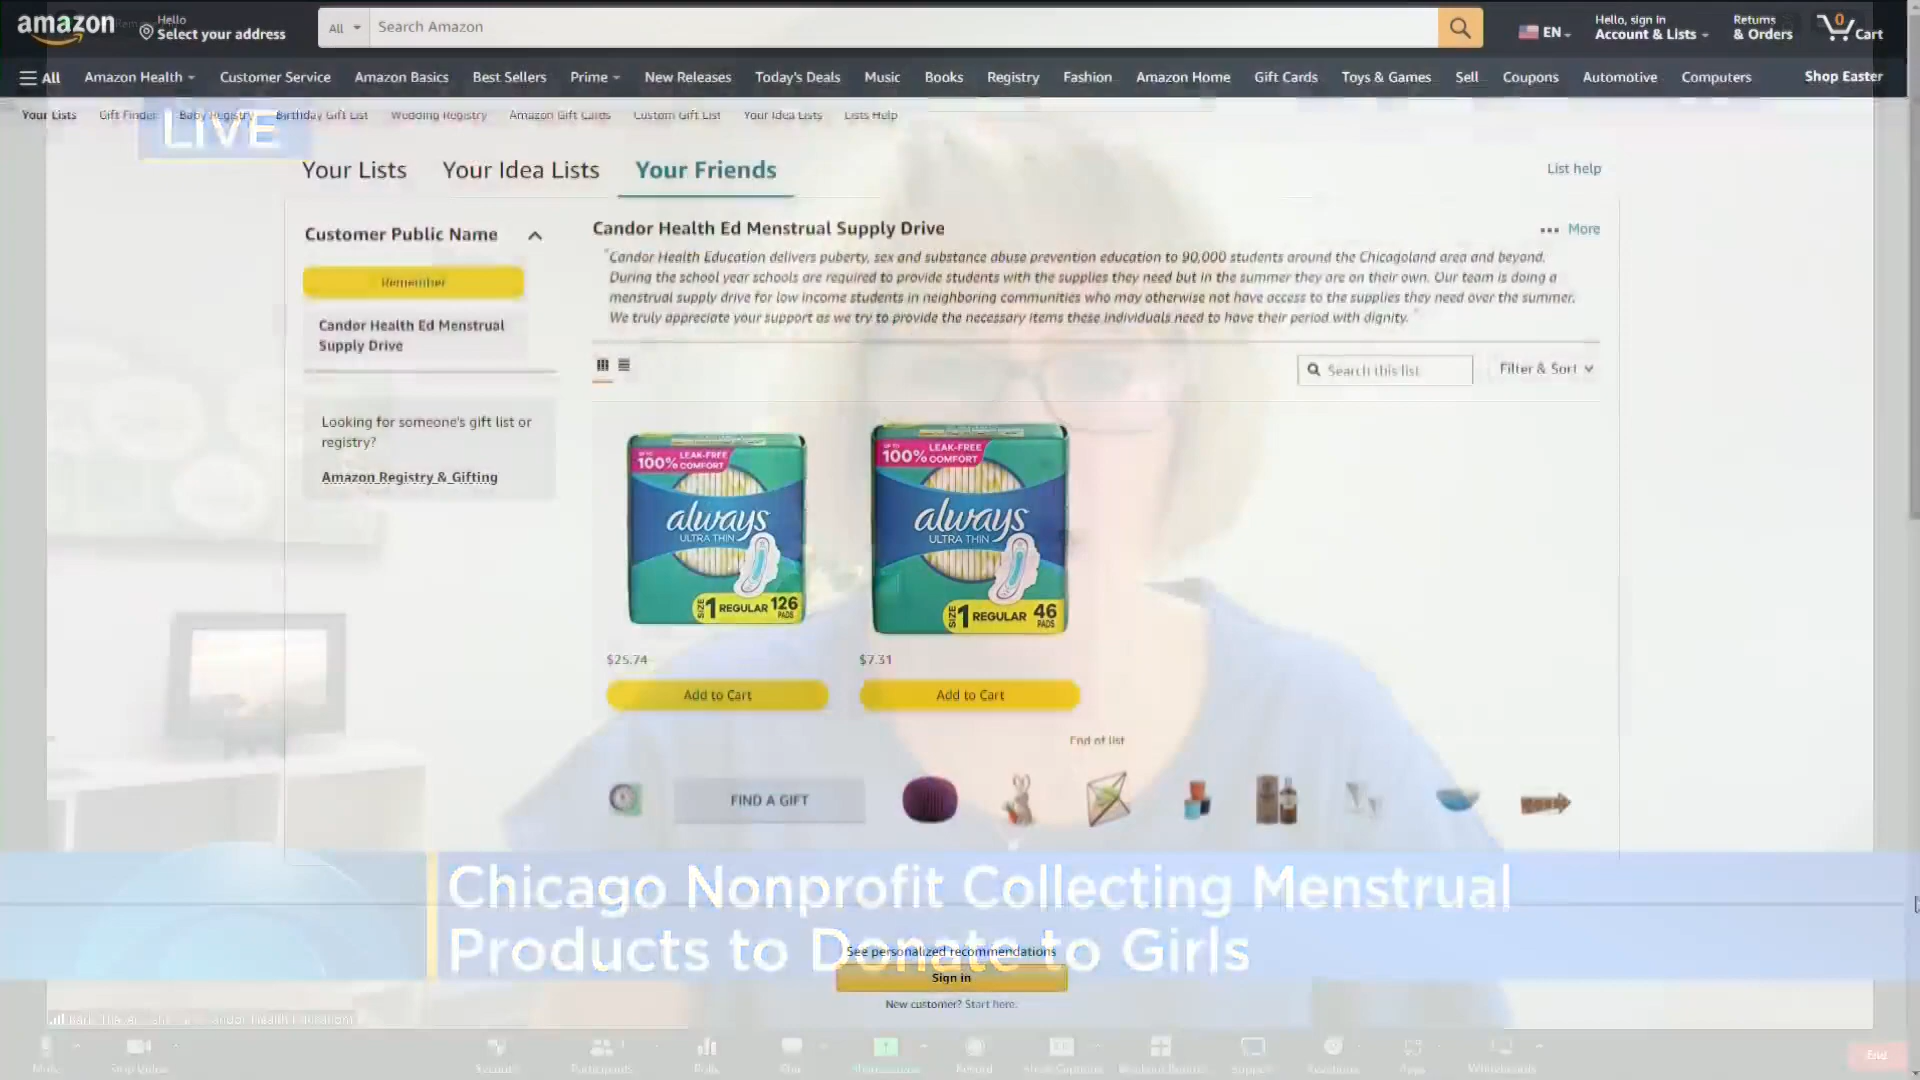 amazon
Hello
Select your address
All
Search Amazon
EN
Hello, sign in
Account & Lists
Returns
& Orders
0
Cart
All
Amazon Health
Customer Service
Amazon Basics
Best Sellers
Prime
New Releases
Today's Deals
Music
Books
Registry
Fashion
Amazon Home
Gift Cards
Toys & Games
Sell
Coupons
Automotive
Computers
Shop Easter
Your Lists
Gift Finder
Baby Registry
Birthday Gift List
Wedding Registry
Amazon Gift Cards
Custom Gift List
Your Idea Lists
Lists Help
LIVE
Your Lists
Your Idea Lists
Your Friends
List help
Customer Public Name
Remember
Candor Health Ed Menstrual
Supply Drive
Looking for someone's gift list or
registry?
Amazon Registry & Gifting
Candor Health Ed Menstrual Supply Drive
More
"Candor Health Education delivers puberty, sex and substance abuse prevention education to 90,000 students around the Chicagoland area and beyond.
During the school year schools are required to provide students with the supplies they need but in the summer they are on their own. Our team is doing a
menstrual supply drive for low income students in neighboring communities who may otherwise not have access to the supplies they need over the summer.
We truly appreciate your support as we try to provide the necessary items these individuals need to have their period with dignity. "
Search this list
Filter & Sort
UP TO
100% LEAK-FREE
COMFORT
always
ULTRA THIN
SIZE 1 REGULAR 126
PADS
$25.74
Add to Cart
UP TO
100% LEAK-FREE
COMFORT
always
ULTRA THIN
SIZE 1 REGULAR 46
PADS
$7.31
Add to Cart
End of list
FIND A GIFT
Chicago Nonprofit Collecting Menstrual
Products to Donate to Girls
See personalized recommendations
Sign in
New customer? Start here.
Stop Video
Participants
Polls
Record
Apps
Whiteboards
End